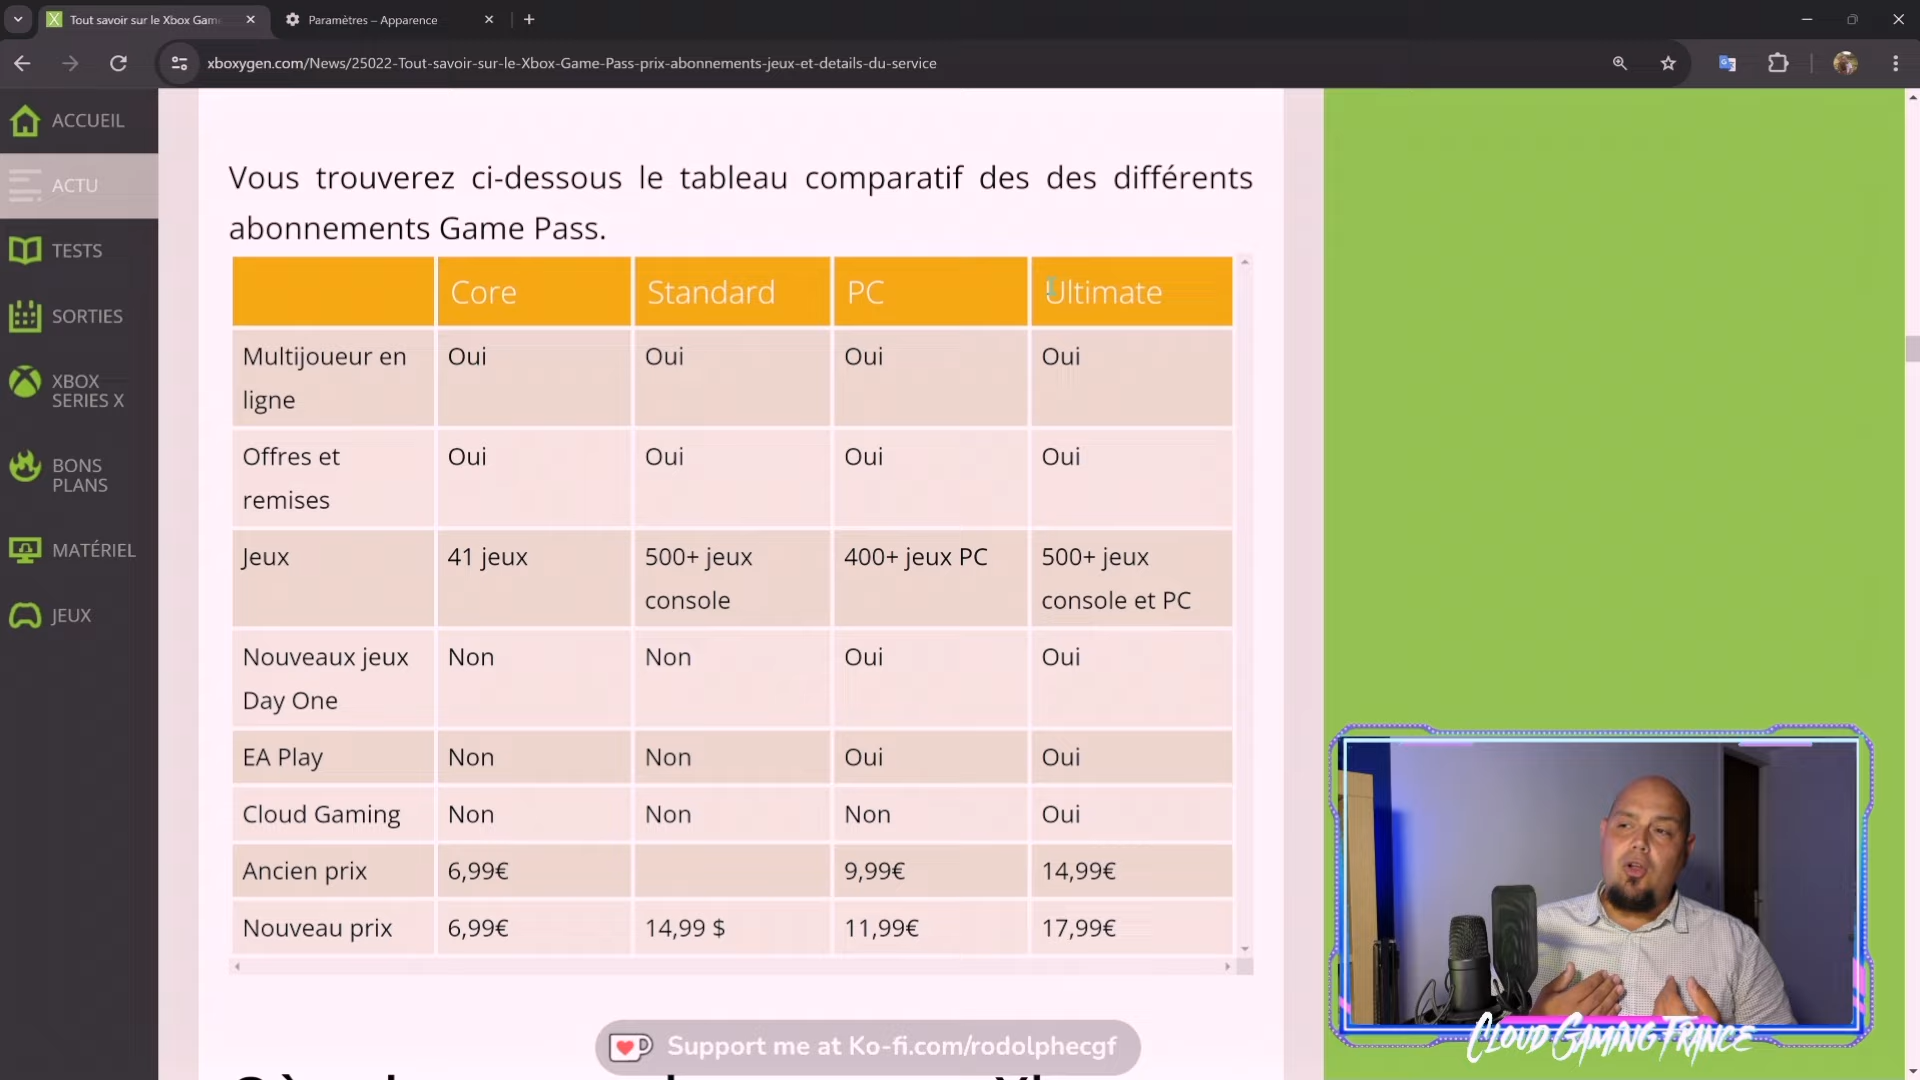 Tout savoir sur le Xbox Gam
Paramètres – Apparence
xboxygen.com/News/25022-Tout-savoir-sur-le-Xbox-Game-Pass-prix-abonnements-jeux-et-details-du-service
ACCUEIL
ACTU
TESTS
SORTIES
XBOX
SERIES X
BONS
PLANS
MATÉRIEL
JEUX
Vous trouverez ci-dessous le tableau comparatif des des différents
abonnements Game Pass.
Core Standard PC Ultimate
Multijoueur en
ligne
Oui Oui Oui Oui
Offres et
remises
Oui Oui Oui Oui
Jeux
41 jeux
500+ jeux
console
400+ jeux PC
500+ jeux
console et PC
Nouveaux jeux
Day One
Non Non Oui Oui
EA Play Non Non Oui Oui
Cloud Gaming Non Non Non Oui
Ancien prix 6,99€ 9,99€ 14,99€
Nouveau prix 6,99€ 14,99 $ 11,99€ 17,99€
Support me at Ko-fi.com/rodolphecgf
Cloud Gaming France